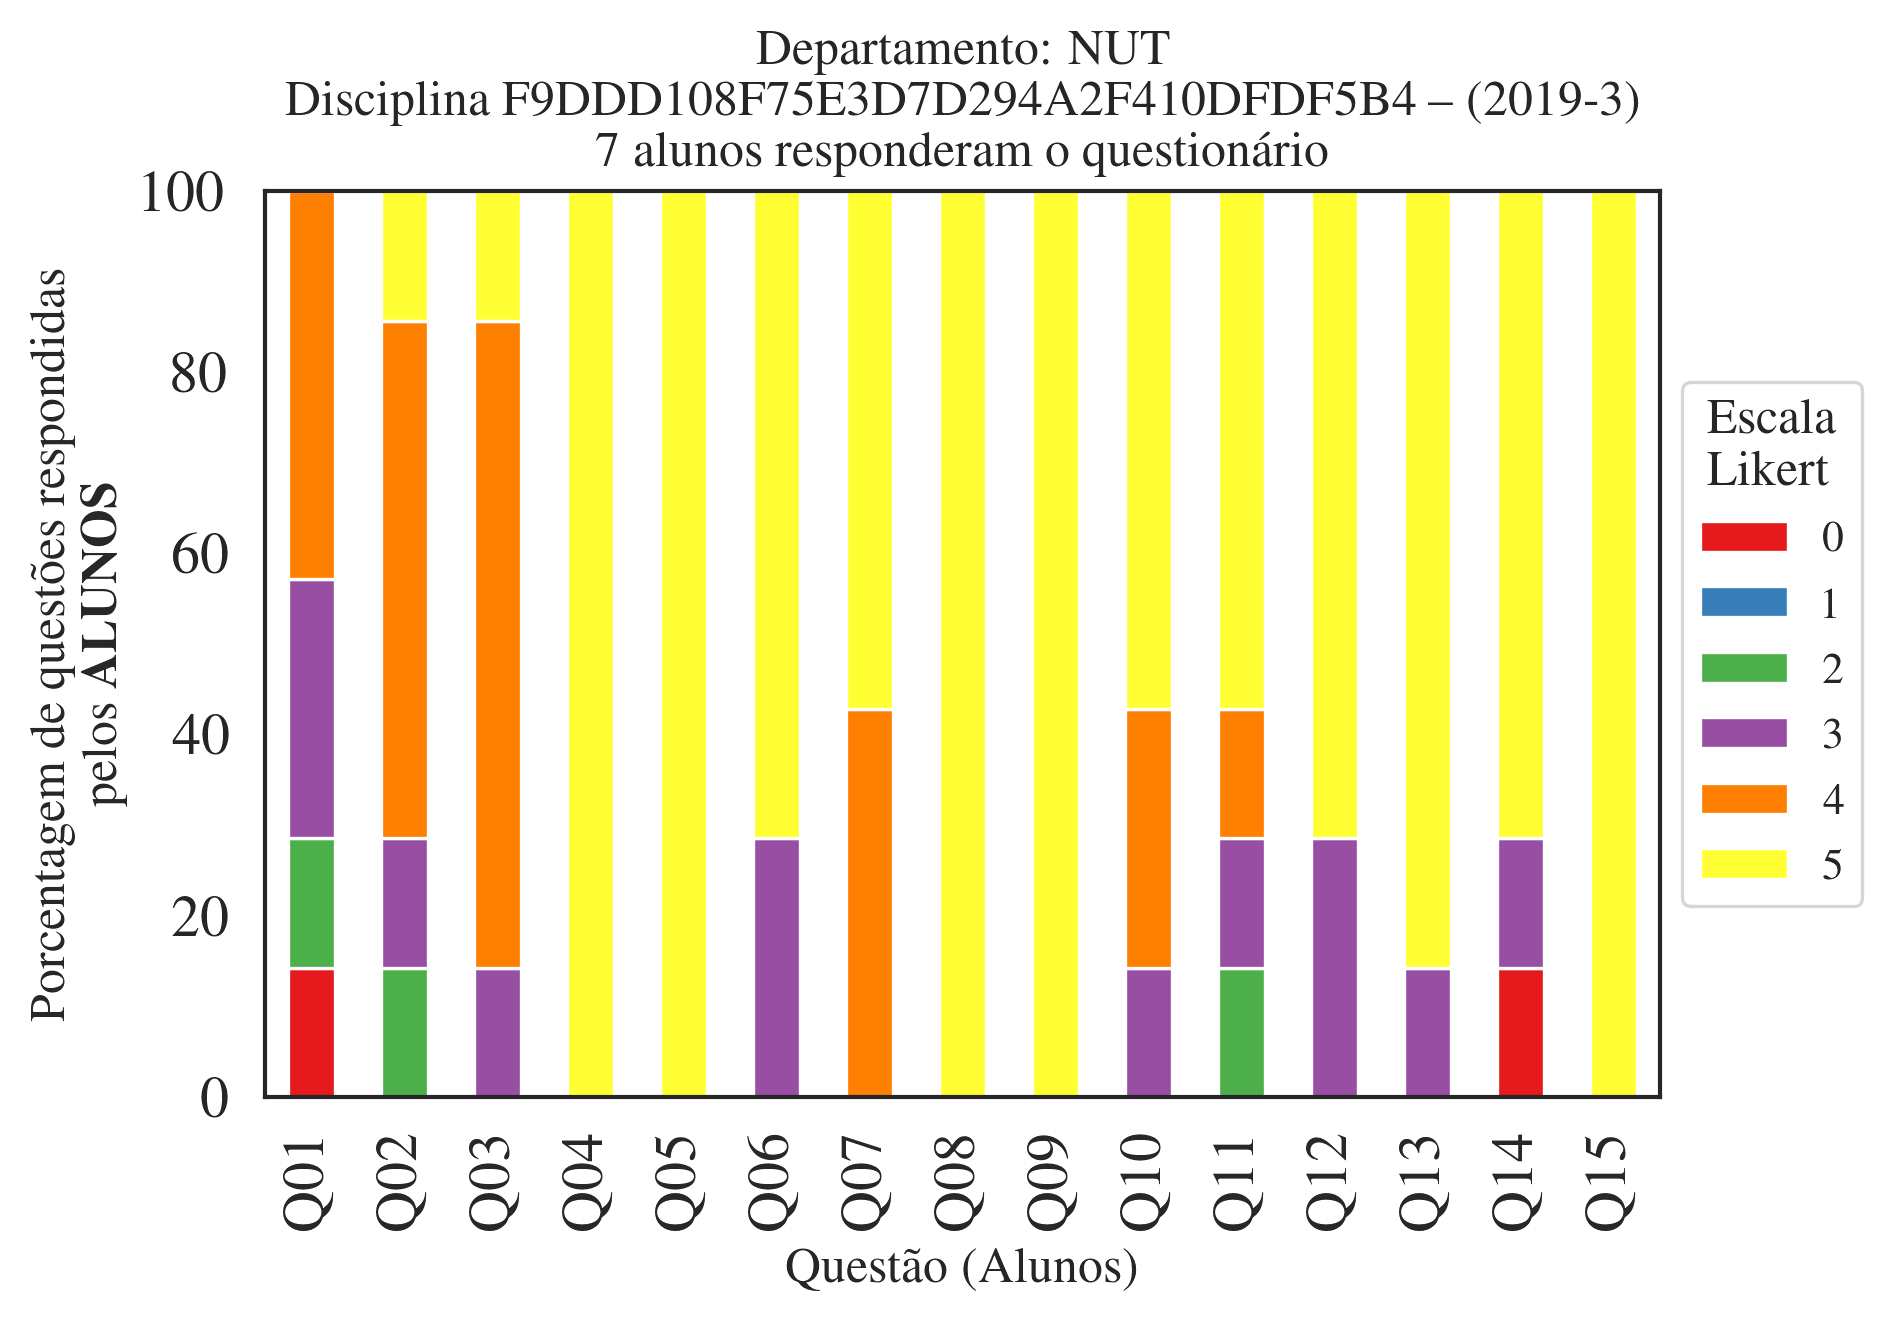 Departamento: NUT
Disciplina F9DDD108F75E3D7D294A2F410DFDF5B4 – (2019-3)
7 alunos responderam o questionário
Porcentagem de questões respondidas
pelos ALUNOS
100
80
60
40
20
0
Q01
Q02
Q03
Q04
Q05
Q06
Q07
Q08
Q09
Q10
Q11
Q12
Q13
Q14
Q15
Questão (Alunos)
Escala
Likert
0
1
2
3
4
5